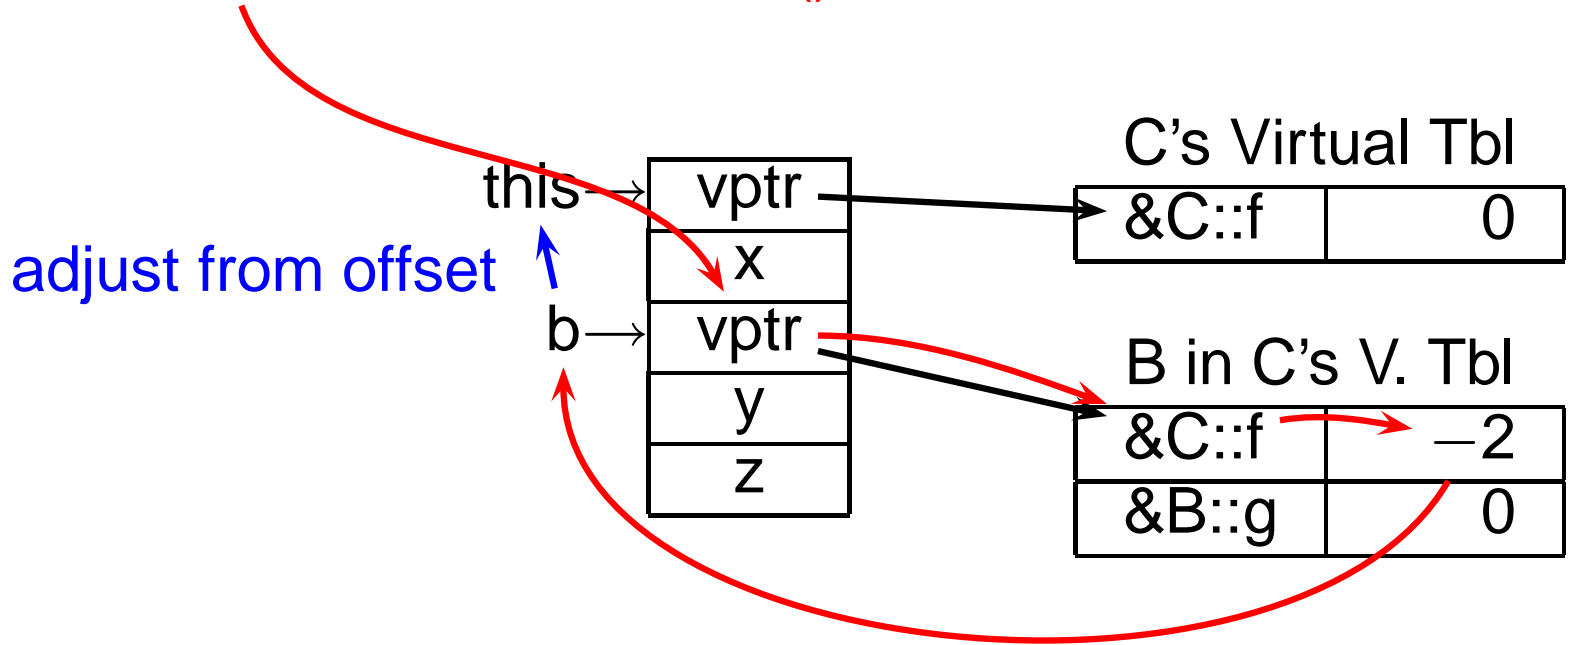 C's Virtual Tbl
this→ vptr &C::f 0
x
adjust from offset
b→ vptr B in C's V. Tbl
y &C::f −2
z &B::g 0